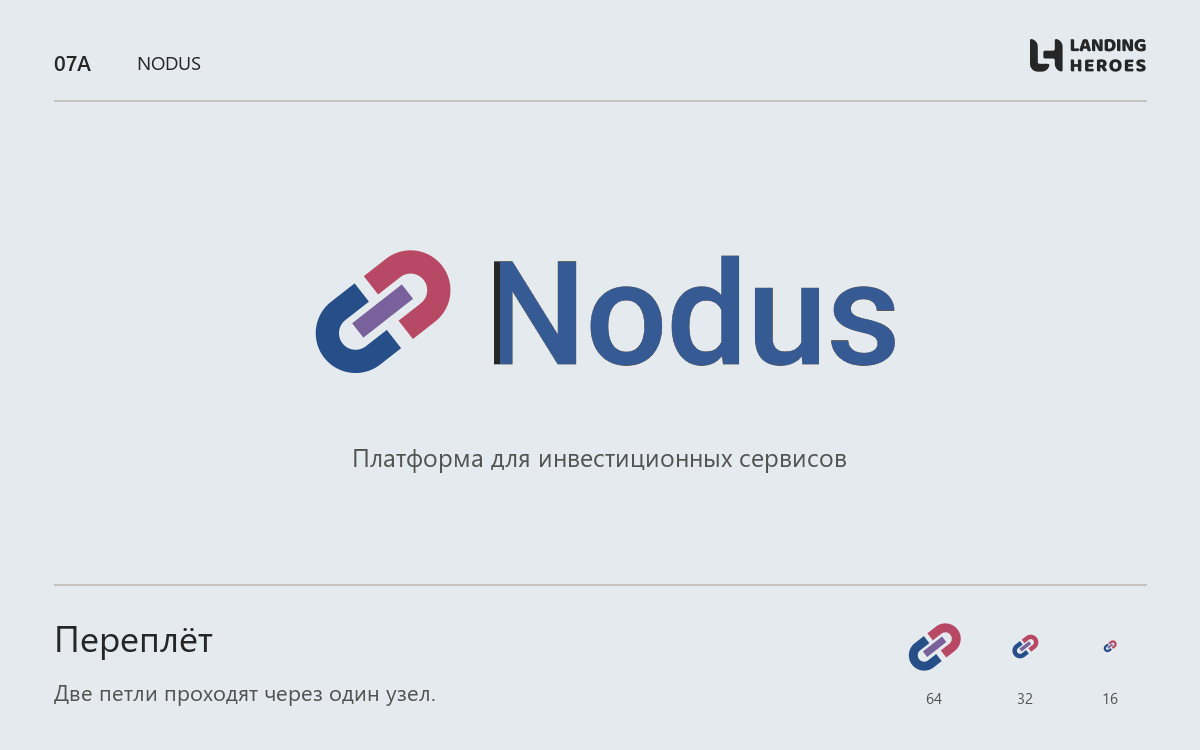 07A NODUS
LANDING
HEROES
Nodus
Платформа для инвестиционных сервисов
Переплёт
Две петли проходят через один узел.
64 32 16